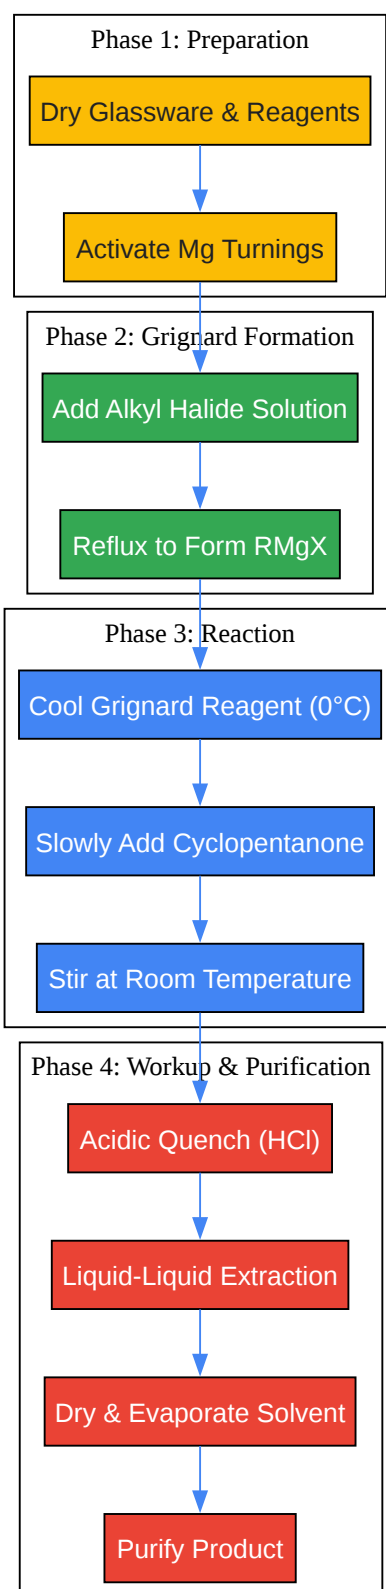 Phase 1: Preparation
Dry Glassware & Reagents
Activate Mg Turnings
Phase 2: Grignard Formation
Add Alkyl Halide Solution
Reflux to Form RMgX
Phase 3: Reaction
Cool Grignard Reagent (0°C)
Slowly Add Cyclopentanone
Stir at Room Temperature
Phase 4: Workup & Purification
Acidic Quench (HCl)
Liquid-Liquid Extraction
Dry & Evaporate Solvent
Purify Product